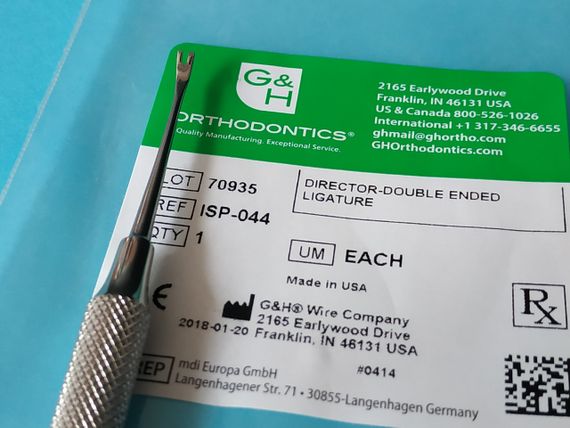 G&H
ORTHODONTICS®
Quality Manufacturing. Exceptional Service.
2165 Earlywood Drive
Franklin, IN 46131 USA
US & Canada 800-526-1026
International +1 317-346-6655
ghmail@ghortho.com
GHOrthodontics.com
LOT 70935
REF ISP-044
QTY 1
DIRECTOR-DOUBLE ENDED
LIGATURE
UM EACH
Made in USA
CE
G&H® Wire Company
2165 Earlywood Drive
2018-01-20 Franklin, IN 46131 USA
Rx
REP mdi Europa GmbH
#0414
Langenhagener Str. 71 • 30855-Langenhagen Germany